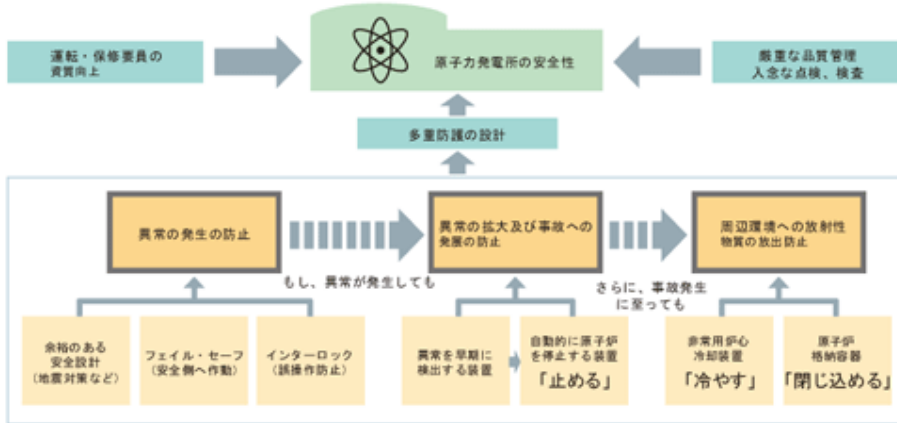 運転・保修要員の
資質向上
原子力発電所の安全性
厳重な品質管理
入念な点検、検査
多重防護の設計
異常の発生の防止
異常の拡大及び事故への
発展の防止
周辺環境への放射性
物質の放出防止
もし、異常が発生しても
さらに、事故発生
に至っても
余裕のある
安全設計
(地震対策など)
フェイル・セーフ
(安全側へ作動)
インターロック
(誤操作防止)
異常を早期に
検出する装置
自動的に原子炉
を停止する装置
「止める」
非常用炉心
冷却装置
「冷やす」
原子炉
格納容器
「閉じ込める」